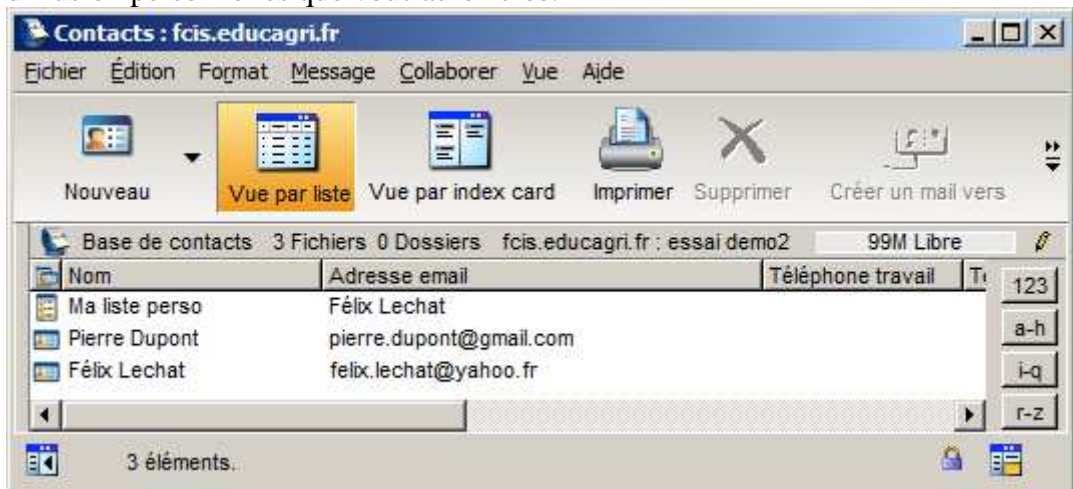 Contacts : fcis.educagri.fr
Fichier Édition Format Message Collaborer Vue Aide
Nouveau Vue par liste Vue par index card Imprimer Supprimer Créer un mail vers
Base de contacts 3 Fichiers 0 Dossiers fcis.educagri.fr : essai demo2 99M Libre
Nom Adresse email Téléphone travail
123
Ma liste perso Félix Lechat
a-h
Pierre Dupont pierre.dupont@gmail.com
Félix Lechat felix.lechat@yahoo.fr
i-q
r-z
3 éléments.